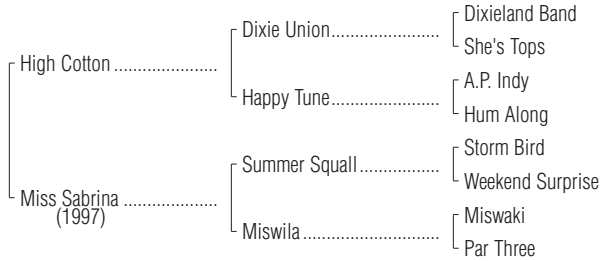 Dixieland Band
Dixie Union
She's Tops
High Cotton
A.P. Indy
Happy Tune
Hum Along
Storm Bird
Summer Squall
Weekend Surprise
Miss Sabrina
(1997)
Miswaki
Miswila
Par Three